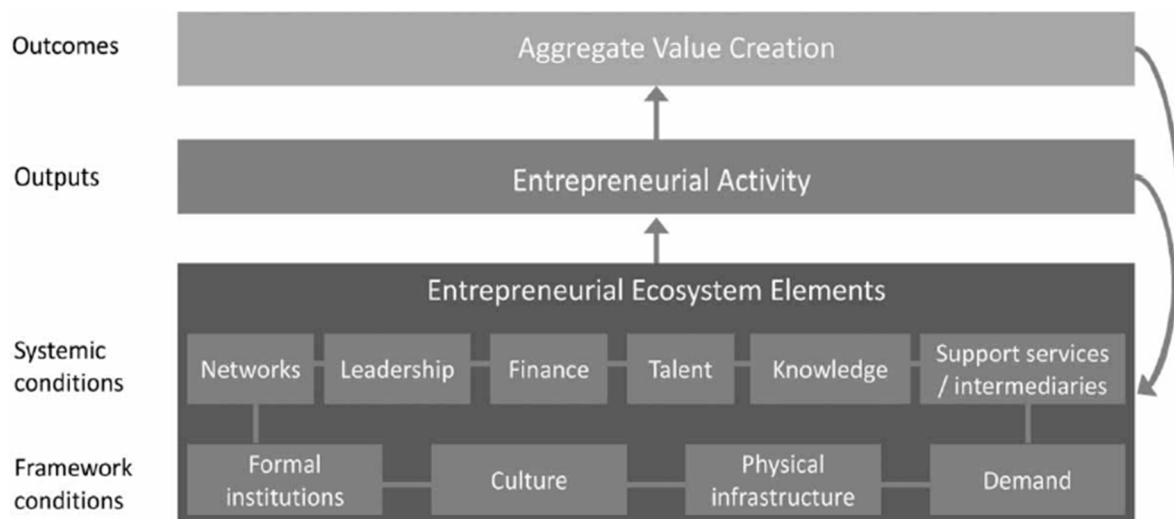 Outcomes
Aggregate Value Creation
Outputs
Entrepreneurial Activity
Entrepreneurial Ecosystem Elements
Systemic
conditions
Networks
Leadership
Finance
Talent
Knowledge
Support services
/ intermediaries
Framework
conditions
Formal
institutions
Culture
Physical
infrastructure
Demand